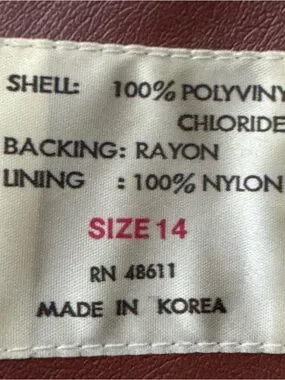 SHELL: 100% POLYVINY
CHLORIDE
BACKING: RAYON
LINING : 100% NYLON
SIZE 14
RN 48611
MADE IN KOREA